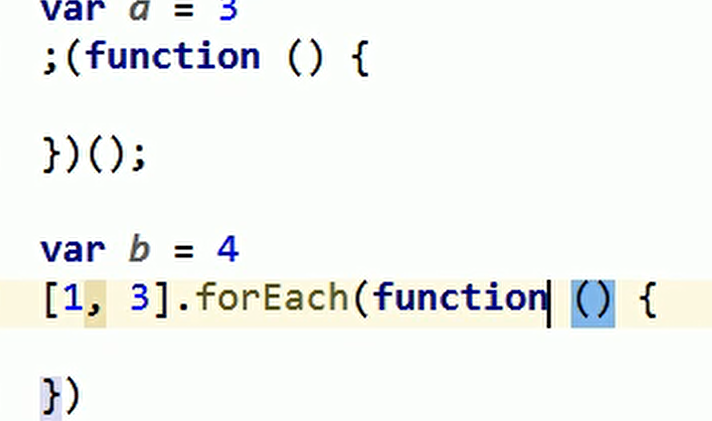 var a = 3
;(function () {
})();
var b = 4
[1, 3].forEach(function () {
})